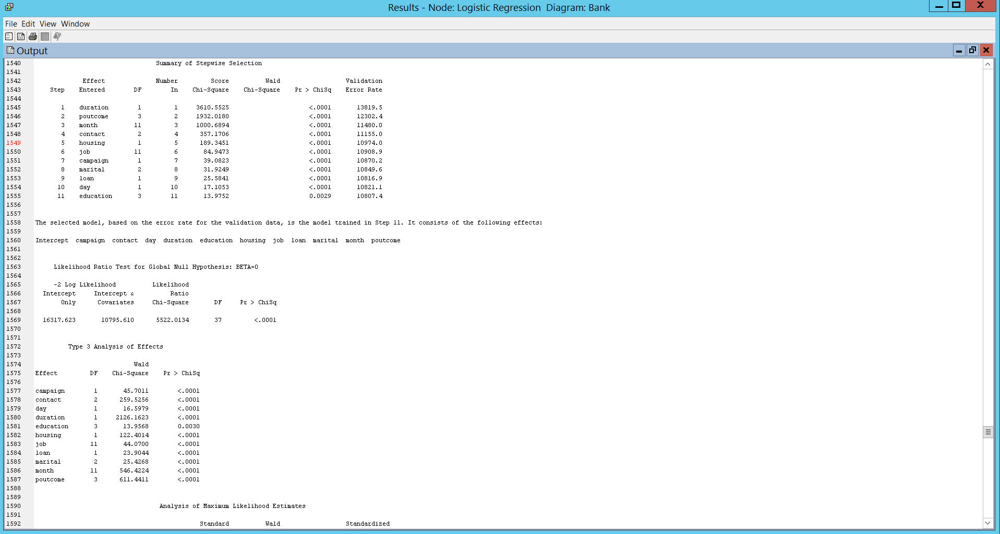 Results - Node: Logistic Regression  Diagram: Bank
File  Edit  View  Window
Output
1540 Summary of Stepwise Selection
1541
1542 Effect Number Score Wald Validation
1543 Step Entered DF In Chi-Square Chi-Square Pr > ChiSq Error Rate
1544
1545 1 duration 1 1 3610.5525 <.0001 13819.5
1546 2 poutcome 3 2 1932.0180 <.0001 12302.4
1547 3 month 11 3 1000.6894 <.0001 11480.0
1548 4 contact 2 4 357.1706 <.0001 11155.0
1549 5 housing 1 5 189.3451 <.0001 10974.0
1550 6 job 11 6 84.9473 <.0001 10908.9
1551 7 campaign 1 7 39.0823 <.0001 10870.2
1552 8 marital 2 8 31.9249 <.0001 10849.6
1553 9 loan 1 9 25.5841 <.0001 10816.9
1554 10 day 1 10 17.1053 <.0001 10821.1
1555 11 education 3 11 13.9752 0.0029 10807.4
1556
1557
1558 The selected model, based on the error rate for the validation data, is the model trained in Step 11. It consists of the following effects:
1559
1560 Intercept campaign contact day duration education housing job loan marital month poutcome
1561
1562
1563 Likelihood Ratio Test for Global Null Hypothesis: BETA=0
1564
1565 -2 Log Likelihood Likelihood
1566 Intercept Intercept & Ratio
1567 Only Covariates Chi-Square DF Pr > ChiSq
1568
1569 16317.623 10795.610 5522.0134 37 <.0001
1570
1571
1572 Type 3 Analysis of Effects
1573
1574 Wald
1575 Effect DF Chi-Square Pr > ChiSq
1576
1577 campaign 1 45.7011 <.0001
1578 contact 2 259.5256 <.0001
1579 day 1 16.5979 <.0001
1580 duration 1 2126.1623 <.0001
1581 education 3 13.9568 0.0030
1582 housing 1 122.4014 <.0001
1583 job 11 44.0700 <.0001
1584 loan 1 23.9044 <.0001
1585 marital 2 25.4268 <.0001
1586 month 11 546.4224 <.0001
1587 poutcome 3 611.4411 <.0001
1588
1589
1590 Analysis of Maximum Likelihood Estimates
1591
1592 Standard Wald Standardized